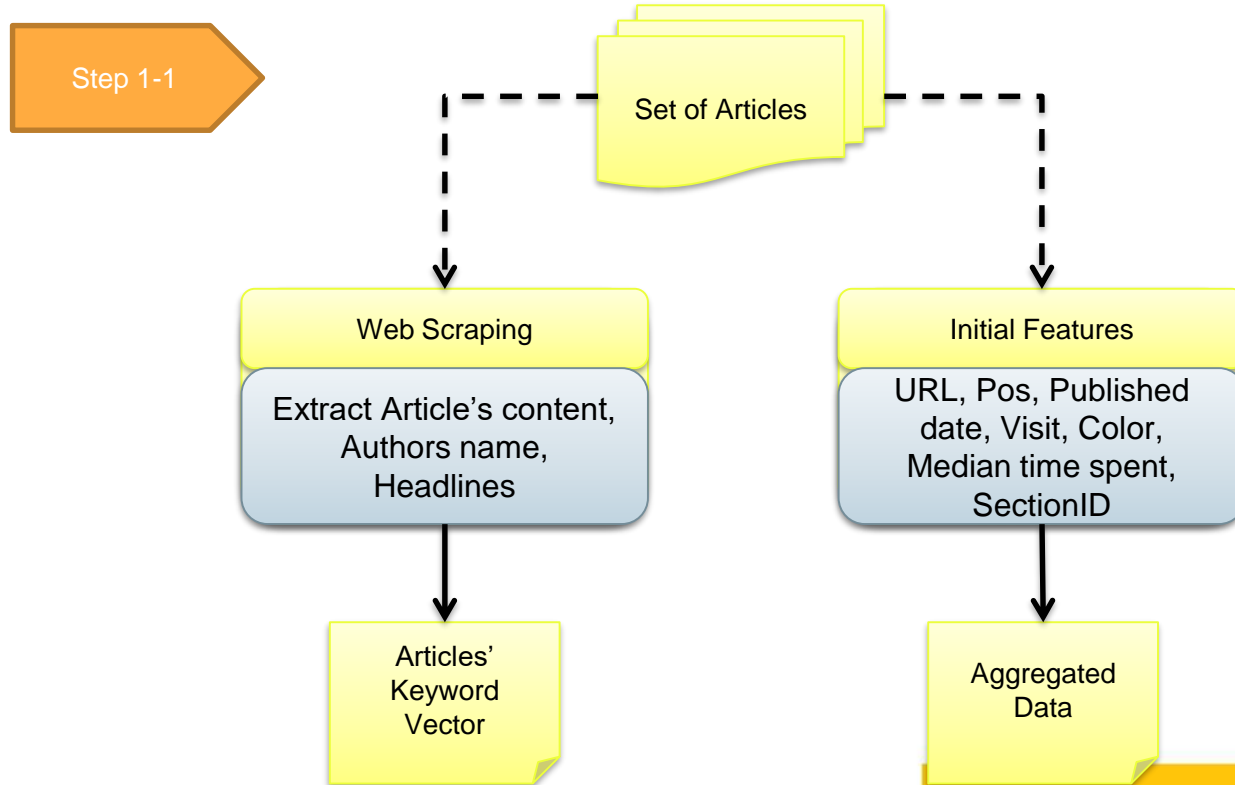 Step 1-1
Set of Articles
Web Scraping
Extract Article’s content,
Authors name,
Headlines
Articles’
Keyword
Vector
Initial Features
URL, Pos, Published
date, Visit, Color,
Median time spent,
SectionID
Aggregated
Data